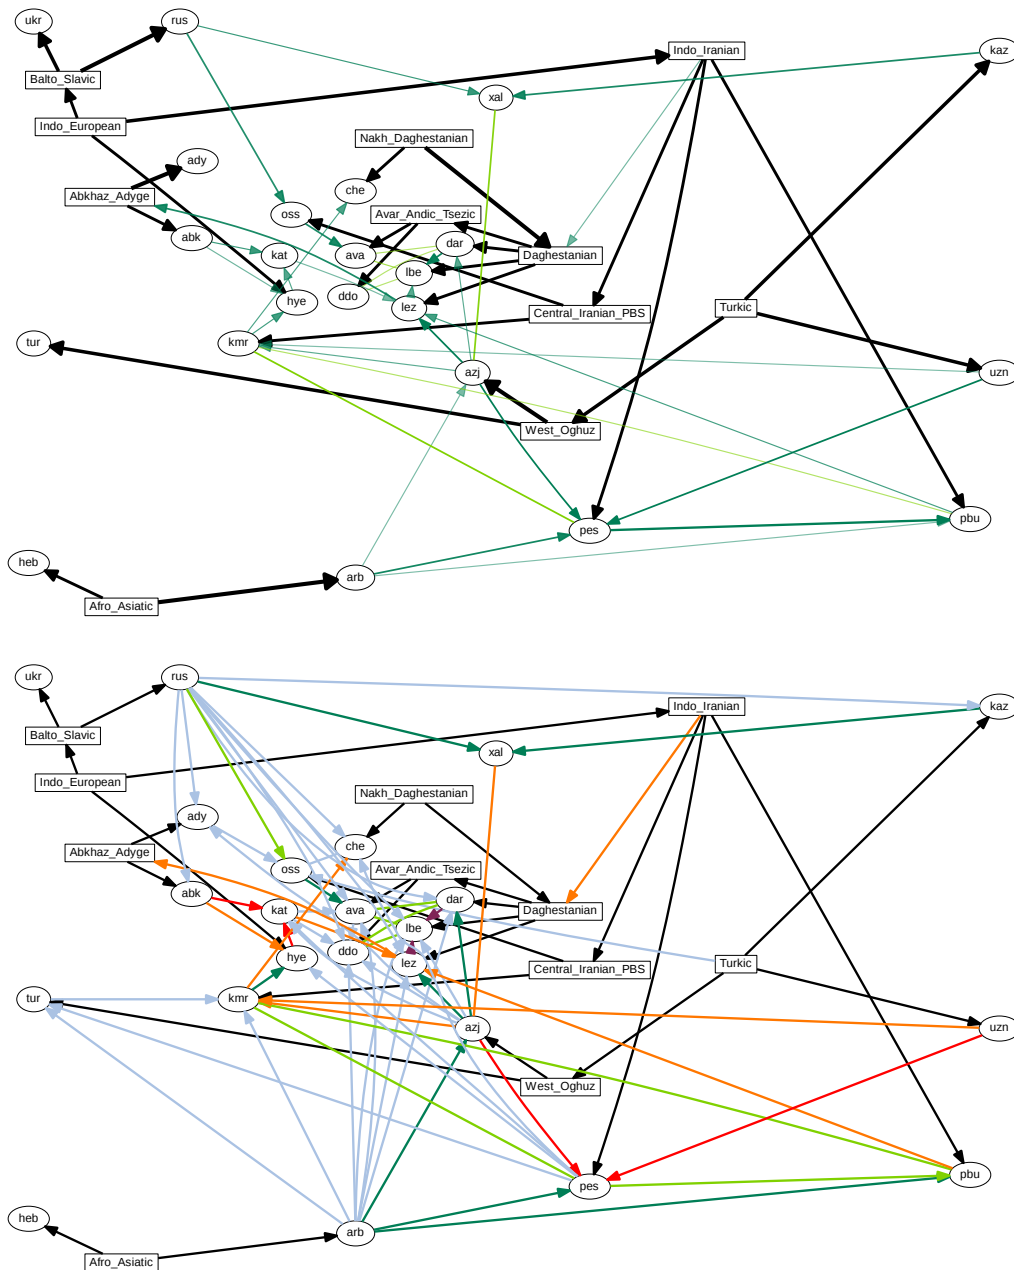 ukr
rus
Indo_Iranian
kaz
Balto_Slavic
xal
Indo_European
Nakh_Daghestanian
ady
che
Abkhaz_Adyge
oss
Avar_Andic_Tsezic
abk
dar
kat
ava
Daghestanian
lbe
ddo
hye
lez
Central_Iranian_PBS
Turkic
tur
kmr
azj
uzn
West_Oghuz
pes
pbu
heb
arb
Afro_Asiatic
ukr
rus
Indo_Iranian
kaz
Balto_Slavic
xal
Indo_European
Nakh_Daghestanian
ady
che
Abkhaz_Adyge
oss
Avar_Andic_Tsezic
abk
dar
kat
ava
Daghestanian
lbe
ddo
hye
lez
Central_Iranian_PBS
Turkic
tur
kmr
azj
uzn
West_Oghuz
pes
pbu
heb
arb
Afro_Asiatic